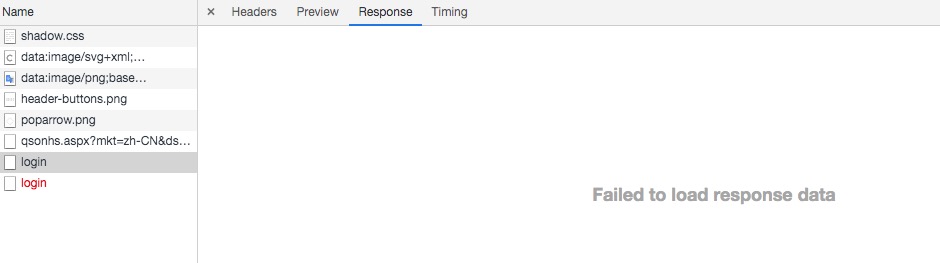 Name
× Headers Preview Response Timing
shadow.css
data:image/svg+xml;…
data:image/png;base…
header-buttons.png
poparrow.png
qsonhs.aspx?mkt=zh-CN&ds…
login
login
Failed to load response data